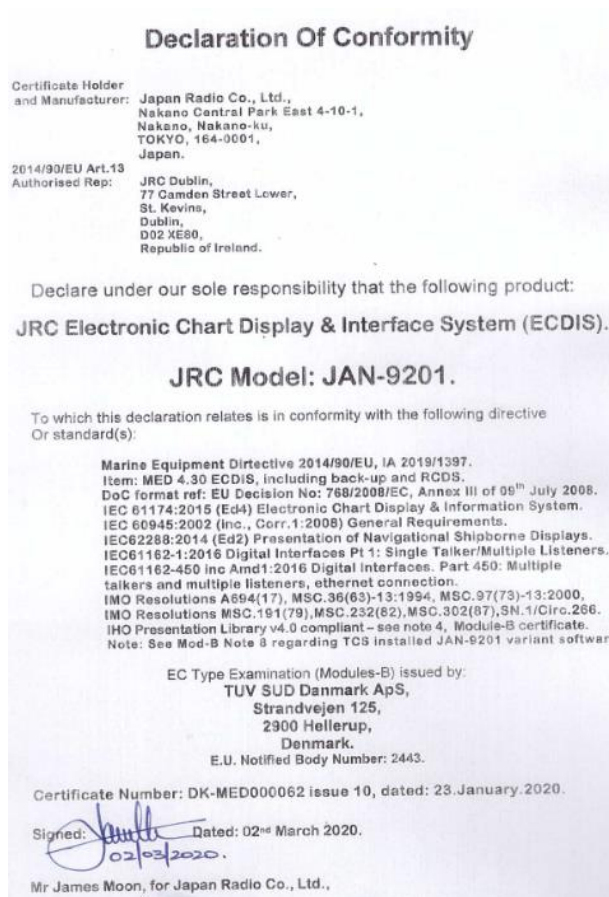 Declaration Of Conformity
Certificate Holder
and Manufacturer: Japan Radio Co., Ltd.,
Nakano Central Park East 4-10-1,
Nakano, Nakano-ku,
TOKYO, 164-0001,
Japan.
2014/90/EU Art.13
Authorised Rep: JRC Dublin,
77 Camden Street Lower,
St. Kevins,
Dublin,
D02 XE80,
Republic of Ireland.
Declare under our sole responsibility that the following product:
JRC Electronic Chart Display & Interface System (ECDIS).
JRC Model: JAN-9201.
To which this declaration relates is in conformity with the following directive
Or standard(s):
Marine Equipment Dirtective 2014/90/EU, IA 2019/1397.
Item: MED 4.30 ECDIS, including back-up and RCDS.
DoC format ref: EU Decision No: 768/2008/EC, Annex III of 09th July 2008.
IEC 61174:2015 (Ed4) Electronic Chart Display & Information System.
IEC 60945:2002 (inc., Corr.1:2008) General Requirements.
IEC62288:2014 (Ed2) Presentation of Navigational Shipborne Displays.
IEC61162-1:2016 Digital Interfaces Pt 1: Single Talker/Multiple Listeners.
IEC61162-450 inc Amd1:2016 Digital Interfaces. Part 450: Multiple
talkers and multiple listeners, ethernet connection.
IMO Resolutions A694(17), MSC.36(63)-13:1994, MSC.97(73)-13:2000,
IMO Resolutions MSC.191(79),MSC.232(82),MSC.302(87),SN.1/Circ.266.
IHO Presentation Library v4.0 compliant – see note 4, Module-B certificate.
Note: See Mod-B Note 8 regarding TCS installed JAN-9201 variant softwar
EC Type Examination (Modules-B) issued by:
TUV SUD Danmark ApS,
Strandvejen 125,
2900 Hellerup,
Denmark.
E.U. Notified Body Number: 2443.
Certificate Number: DK-MED000062 issue 10, dated: 23.January.2020.
Signed: Dated: 02nd March 2020.
02/03/2020.
Mr James Moon, for Japan Radio Co., Ltd.,